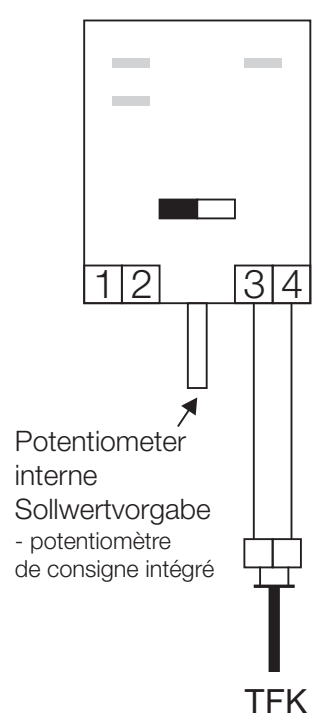 1 2 3 4
Potentiometer
interne
Sollwertvorgabe
- potentiomètre
de consigne intégré
TFK